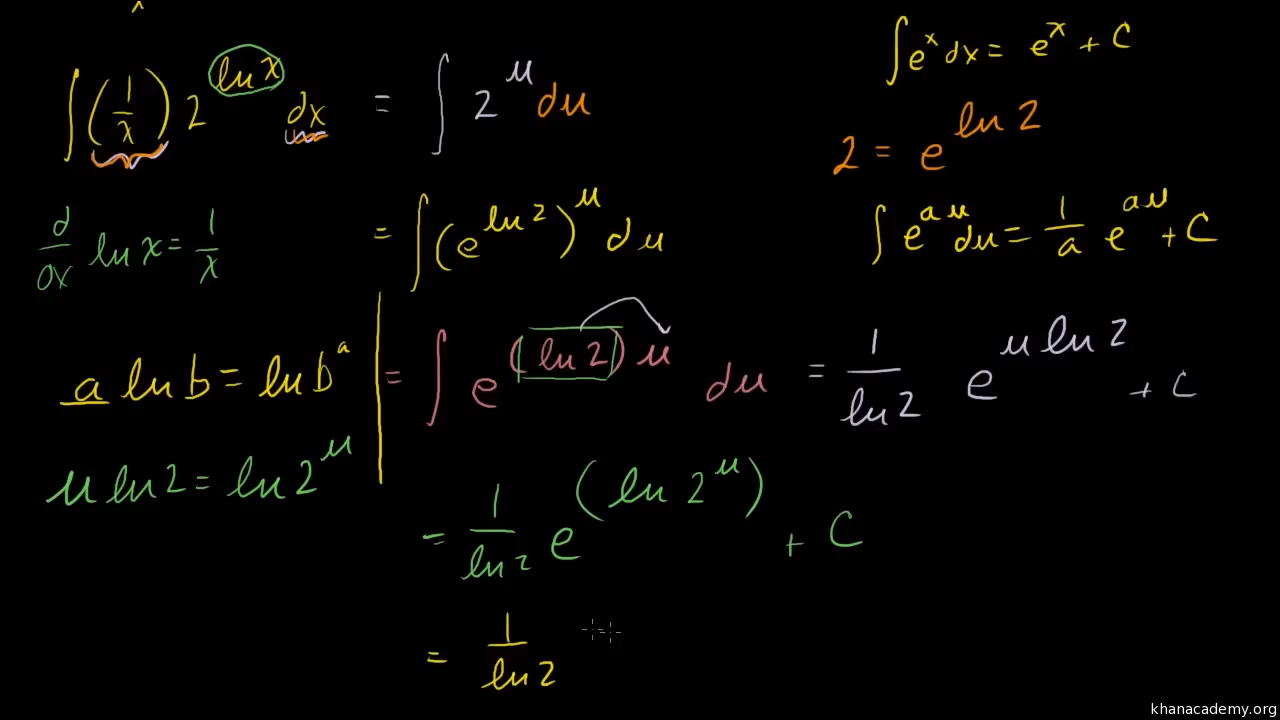 ∫(1/x) 2^(ln x) dx = ∫ 2^u du
= ∫(e^(ln 2))^u du
= ∫ e^((ln 2)u) du = 1/(ln 2) e^(u ln 2) + C
= 1/(ln 2) e^((ln 2^u)) + C
= 1/(ln 2)
d/dx ln x = 1/x
a ln b = ln b^a
u ln 2 = ln 2^u
∫e^x dx = e^x + C
2 = e^(ln 2)
∫ e^(au) du = 1/a e^(au) + C
khanacademy.org